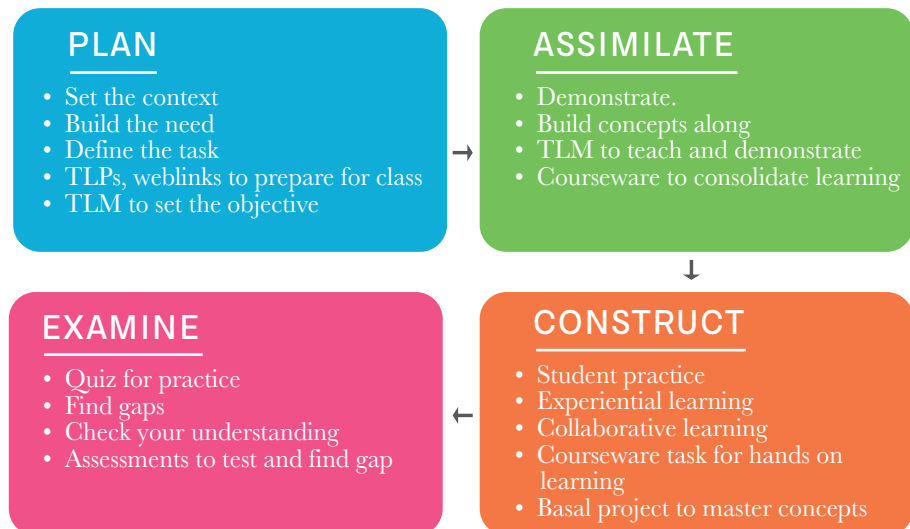 PLAN
• Set the context
• Build the need
• Define the task
• TLPs, weblinks to prepare for class
• TLM to set the objective
ASSIMILATE
• Demonstrate.
• Build concepts along
• TLM to teach and demonstrate
• Courseware to consolidate learning
CONSTRUCT
• Student practice
• Experiential learning
• Collaborative learning
• Courseware task for hands on
learning
• Basal project to master concepts
EXAMINE
• Quiz for practice
• Find gaps
• Check your understanding
• Assessments to test and find gap